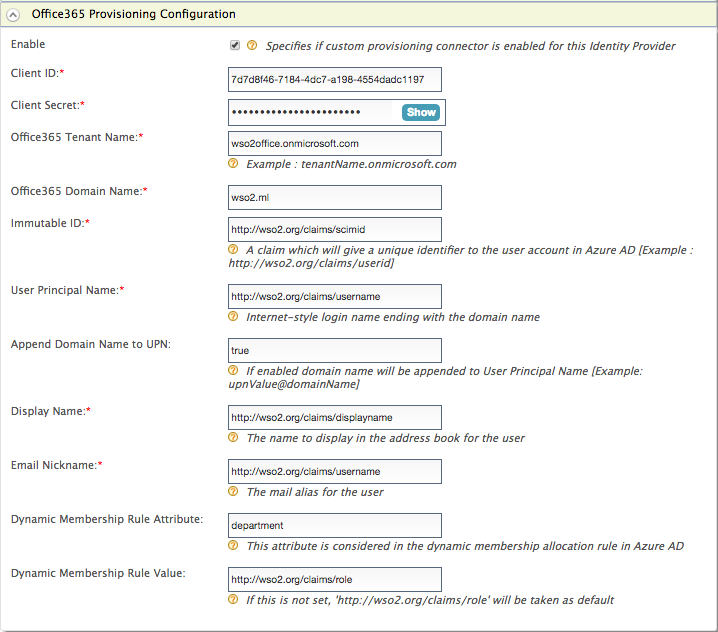 Office365 Provisioning Configuration
Enable
Specifies if custom provisioning connector is enabled for this Identity Provider
Client ID:*
7d7d8f46-7184-4dc7-a198-4554dadc1197
Client Secret:*
••••••••••••••••••••••• Show
Office365 Tenant Name:*
wso2office.onmicrosoft.com
Example : tenantName.onmicrosoft.com
Office365 Domain Name:*
wso2.ml
Immutable ID:*
http://wso2.org/claims/scimid
A claim which will give a unique identifier to the user account in Azure AD [Example :
http://wso2.org/claims/userid]
User Principal Name:*
http://wso2.org/claims/username
Internet-style login name ending with the domain name
Append Domain Name to UPN:
true
If enabled domain name will be appended to User Principal Name [Example:
upnValue@domainName]
Display Name:*
http://wso2.org/claims/displayname
The name to display in the address book for the user
Email Nickname:*
http://wso2.org/claims/username
The mail alias for the user
Dynamic Membership Rule Attribute:
department
This attribute is considered in the dynamic membership allocation rule in Azure AD
Dynamic Membership Rule Value:
http://wso2.org/claims/role
If this is not set, 'http://wso2.org/claims/role' will be taken as default